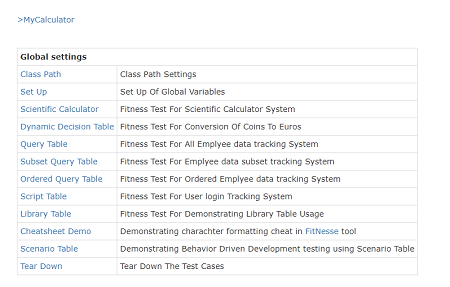 >MyCalculator
Global settings
Class Path Class Path Settings
Set Up Set Up Of Global Variables
Scientific Calculator Fitness Test For Scientific Calculator System
Dynamic Decision Table Fitness Test For Conversion Of Coins To Euros
Query Table Fitness Test For All Emplyee data tracking System
Subset Query Table Fitness Test For Emplyee data subset tracking System
Ordered Query Table Fitness Test For Ordered Emplyee data tracking System
Script Table Fitness Test For User login Tracking System
Library Table Fitness Test For Demonstrating Library Table Usage
Cheatsheet Demo Demonstrating charachter formatting cheat in FitNesse tool
Scenario Table Demonstrating Behavior Driven Development testing using Scenario Table
Tear Down Tear Down The Test Cases